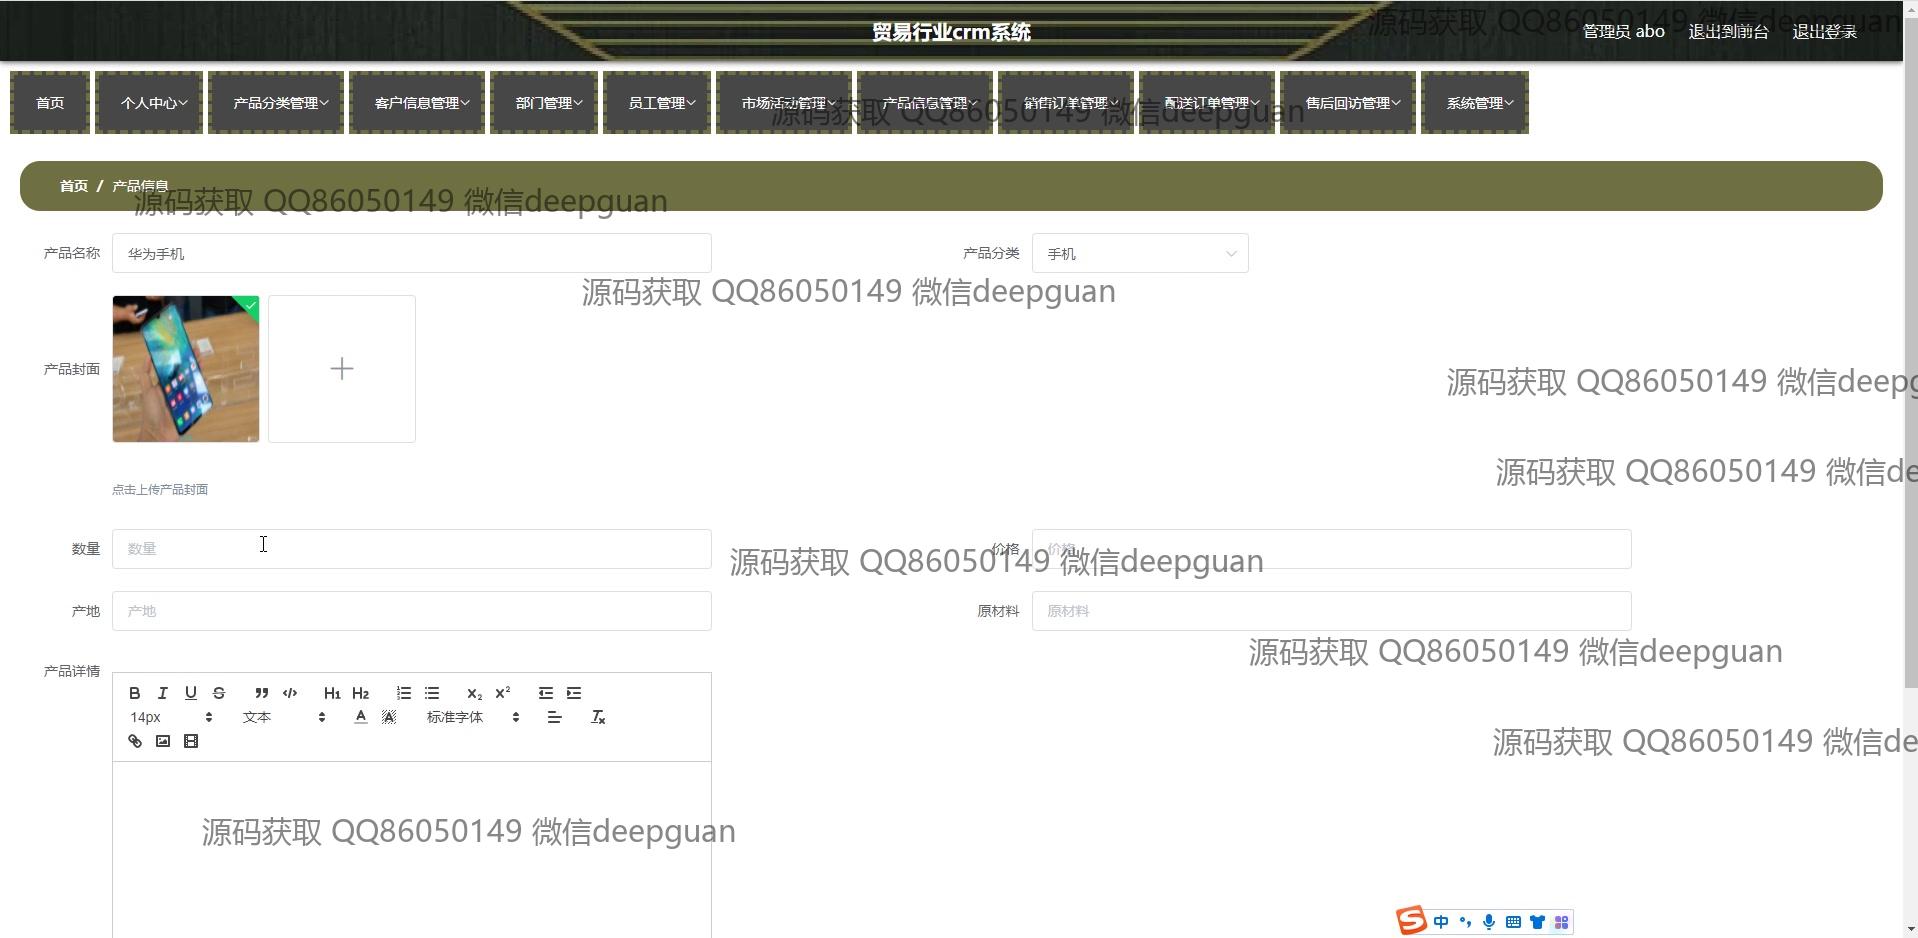 贸易行业crm系统
管理员 abo 退出到前台 退出登录
源码获取 QQ86050149 微信deepguan
首页 个人中心 产品分类管理 客户信息管理 部门管理 员工管理 市场活动管理 产品信息管理 销售订单管理 配送订单管理 售后回访管理 系统管理
源码获取 QQ86050149 微信deepguan
首页 / 产品信息
源码获取 QQ86050149 微信deepguan
产品名称 华为手机 产品分类 手机
源码获取 QQ86050149 微信deepguan
产品封面
源码获取 QQ86050149 微信deepg
源码获取 QQ86050149 微信de
点击上传产品封面
数量 数量 价格 价格
源码获取 QQ86050149 微信deepguan
产地 产地 原材料 原材料
源码获取 QQ86050149 微信deepguan
产品详情
B I U S H1 H2 X2 X2
14px 文本 A A 标准字体 Tx
源码获取 QQ86050149 微信de
源码获取 QQ86050149 微信deepguan
S 中